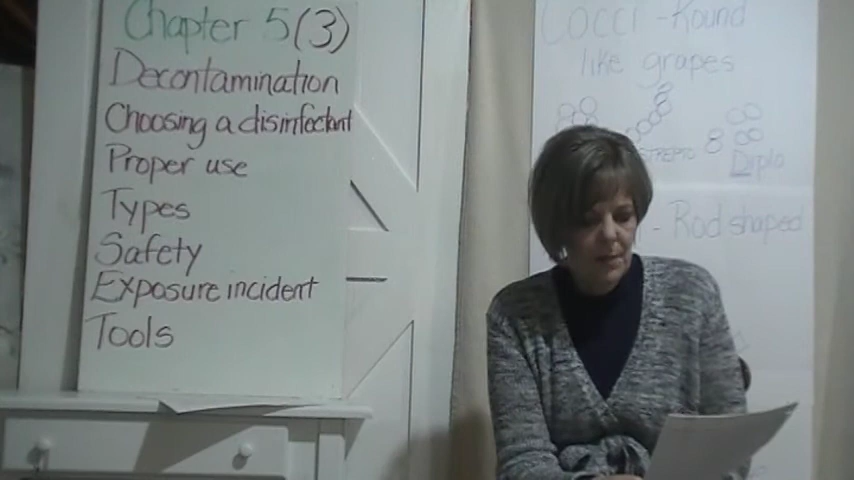 Chapter 5(3)
Decontamination
Choosing a disinfectant
Proper use
Types
Safety
Exposure incident
Tools
Cocci - Round
like grapes
Diplo
- Rod shaped